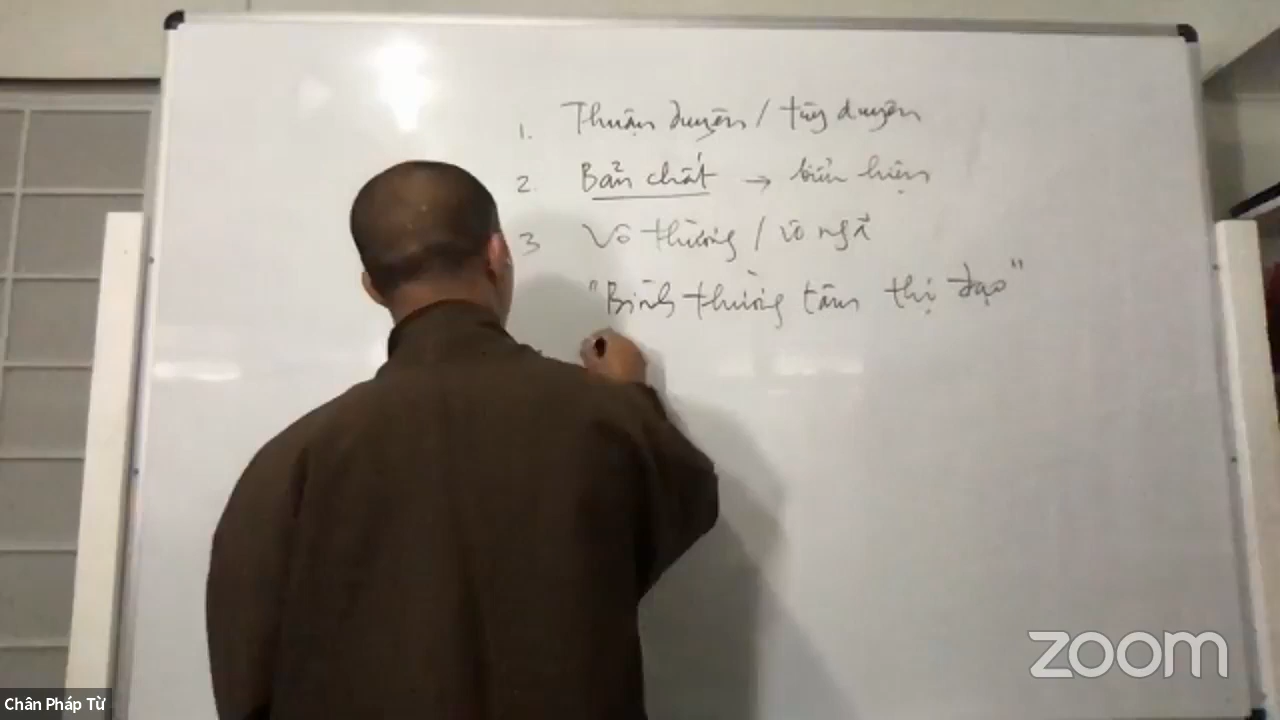 1. Thuận duyên / tùy duyên
2. Bản chất → biểu hiện
3 Vô thường / vô ngã
"Bình thường tâm thị đạo"
zoom
Chân Pháp Từ